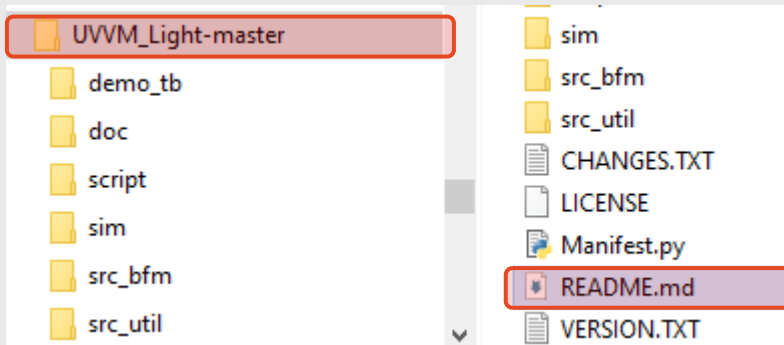 UVVM_Light-master
demo_tb
doc
script
sim
src_bfm
src_util
sim
src_bfm
src_util
CHANGES.TXT
LICENSE
Manifest.py
README.md
VERSION.TXT